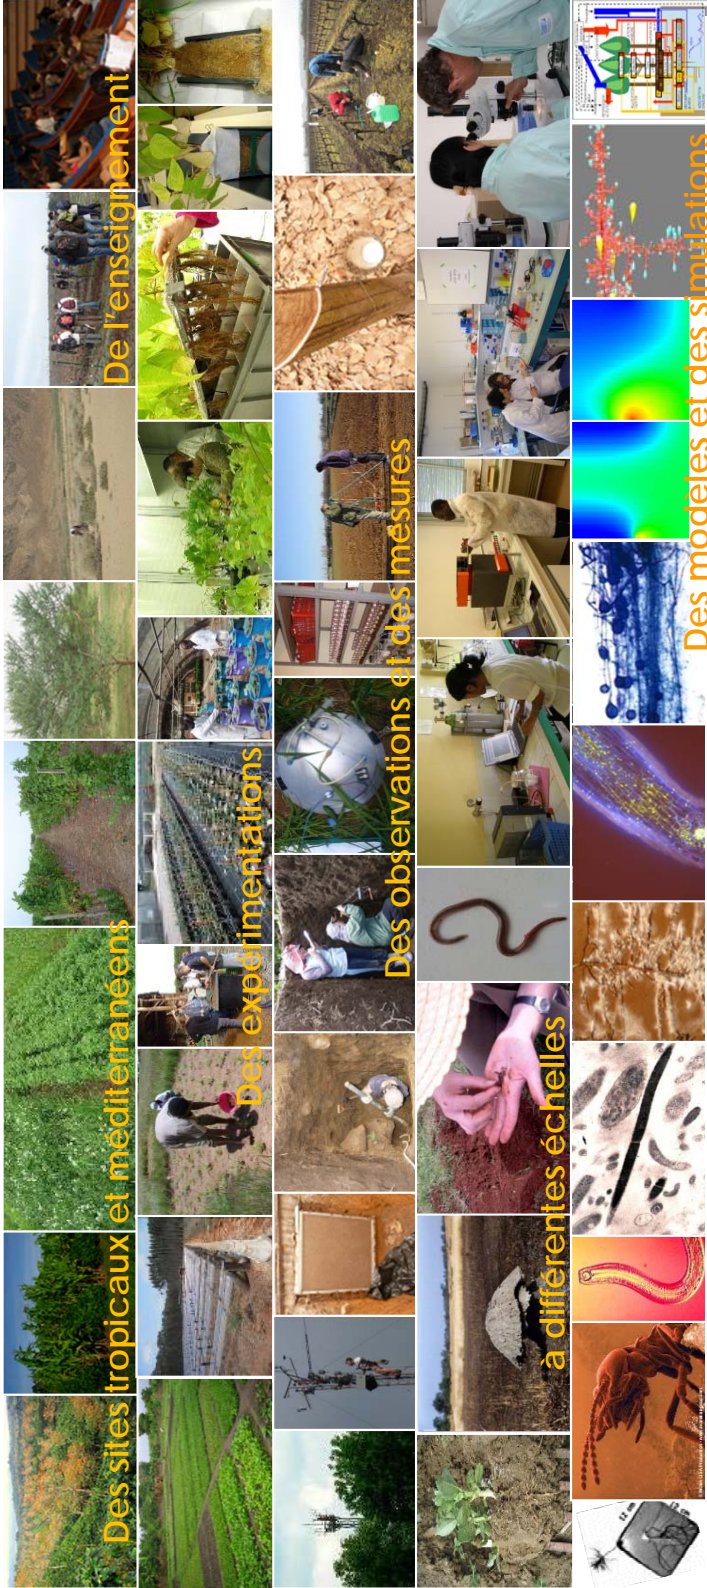 Des sites tropicaux et méditerranéens
De l'enseignement
Des expérimentations
Des observations et des mesures
à différentes échelles
Des modèles et des simulations